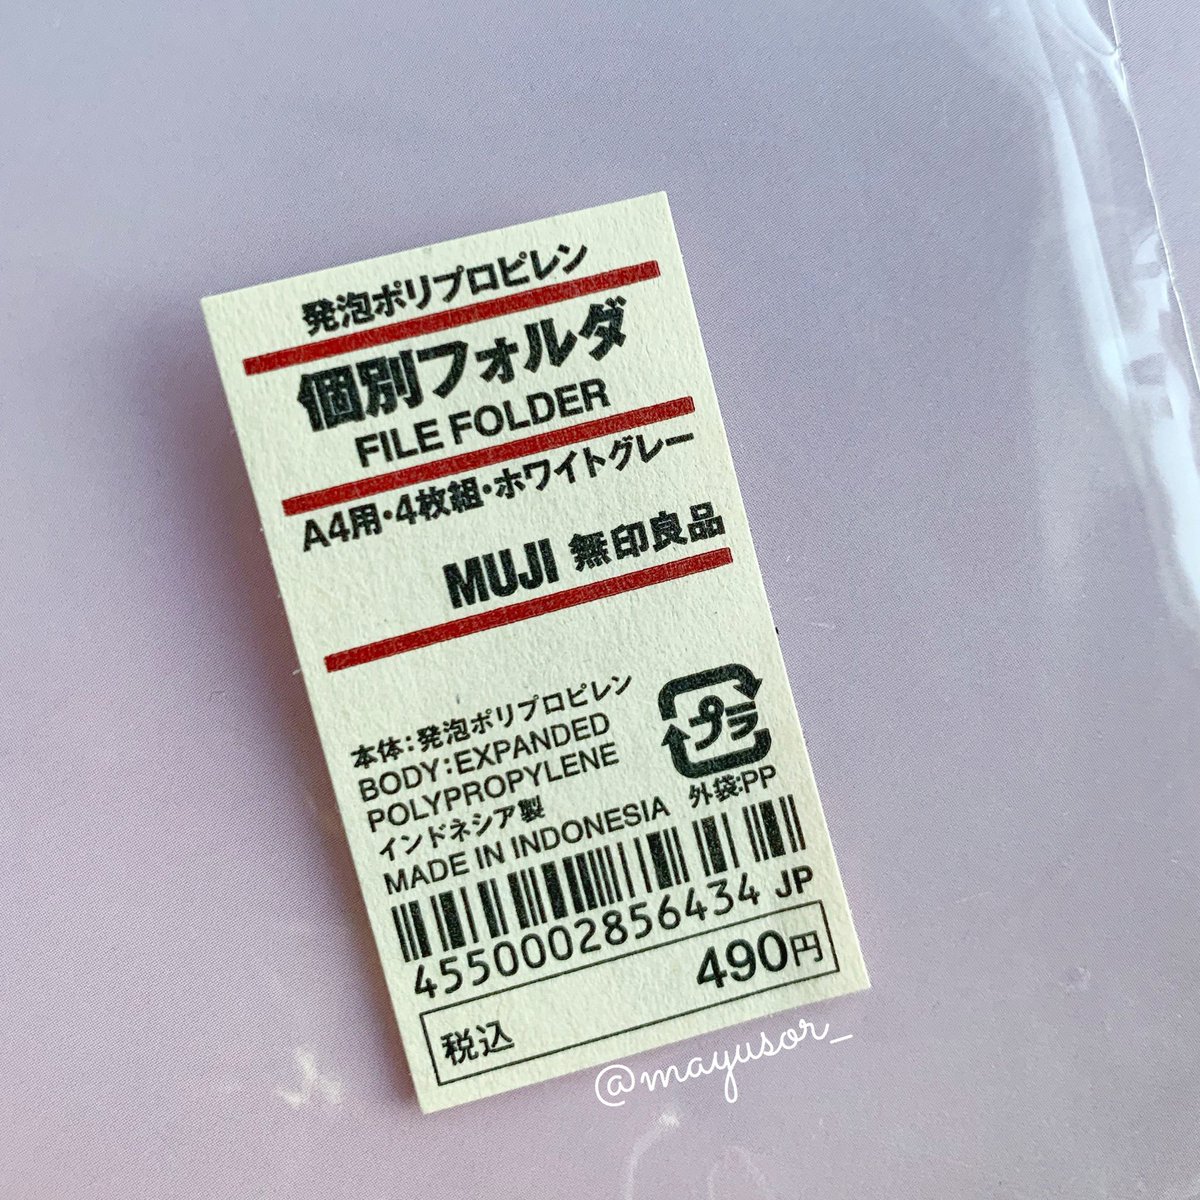 発泡ポリプロピレン
個別フォルダ
FILE FOLDER
A4用・4枚組・ホワイトグレー
MUJI 無印良品
本体：発泡ポリプロピレン
BODY：EXPANDED
POLYPROPYLENE
インドネシア製
MADE IN INDONESIA
プラ
外袋:PP
4550002856434 JP
税込 490円
@mayusor_